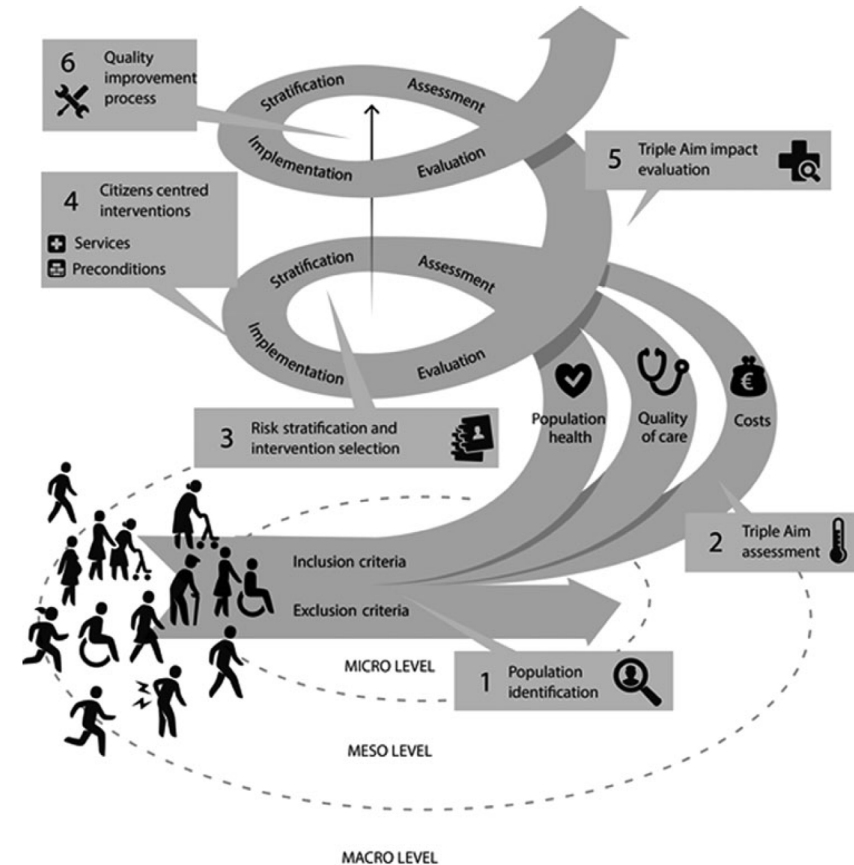 6 Quality
improvement
process
Stratification
Assessment
Implementation
Evaluation
5 Triple Aim impact
evaluation
4 Citizens centred
interventions
Services
Preconditions
Stratification
Assessment
Implementation
Evaluation
Population
health
Quality
of care
€
Costs
3 Risk stratification and
intervention selection
2 Triple Aim
assessment
Inclusion criteria
Exclusion criteria
MICRO LEVEL
1 Population
identification
MESO LEVEL
MACRO LEVEL